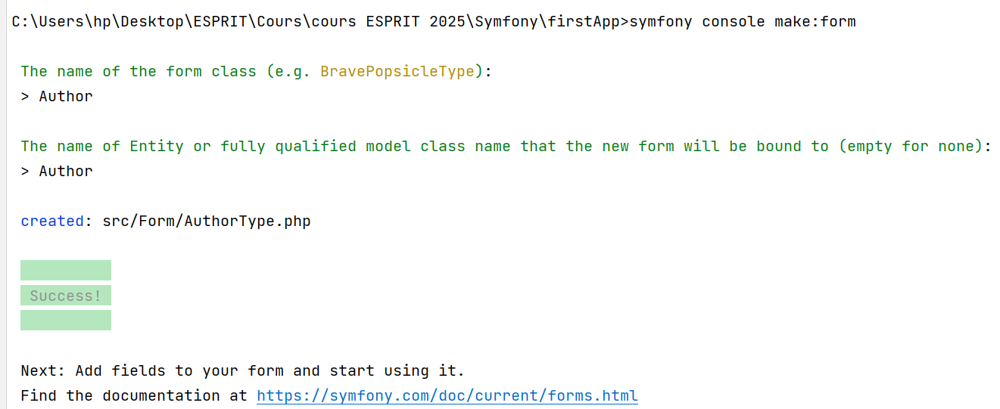 C:\Users\hp\Desktop\ESPRIT\Cours\cours ESPRIT 2025\Symfony\firstApp>symfony console make:form
The name of the form class (e.g. BravePopsicleType):
> Author
The name of Entity or fully qualified model class name that the new form will be bound to (empty for none):
> Author
created: src/Form/AuthorType.php
Success!
Next: Add fields to your form and start using it.
Find the documentation at https://symfony.com/doc/current/forms.html